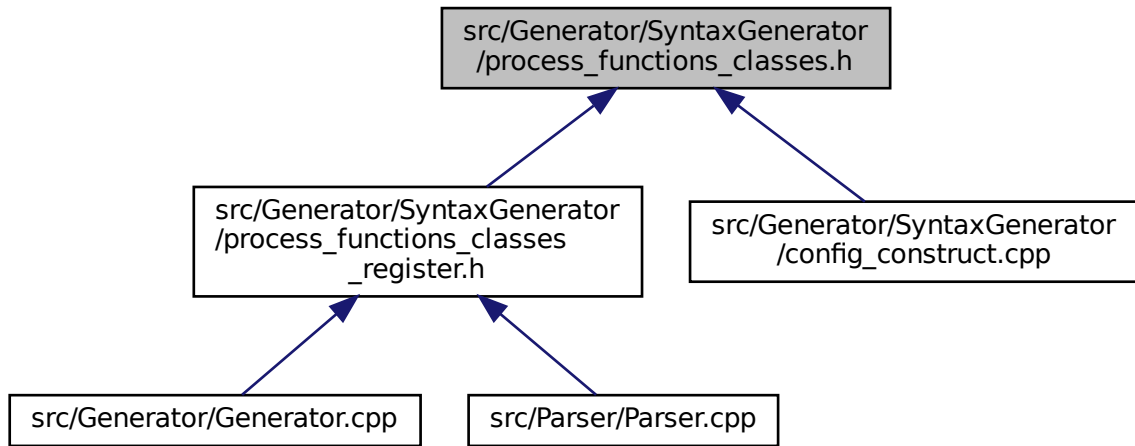 src/Generator/SyntaxGenerator
/process_functions_classes.h
src/Generator/SyntaxGenerator
/process_functions_classes
_register.h
src/Generator/SyntaxGenerator
/config_construct.cpp
src/Generator/Generator.cpp
src/Parser/Parser.cpp